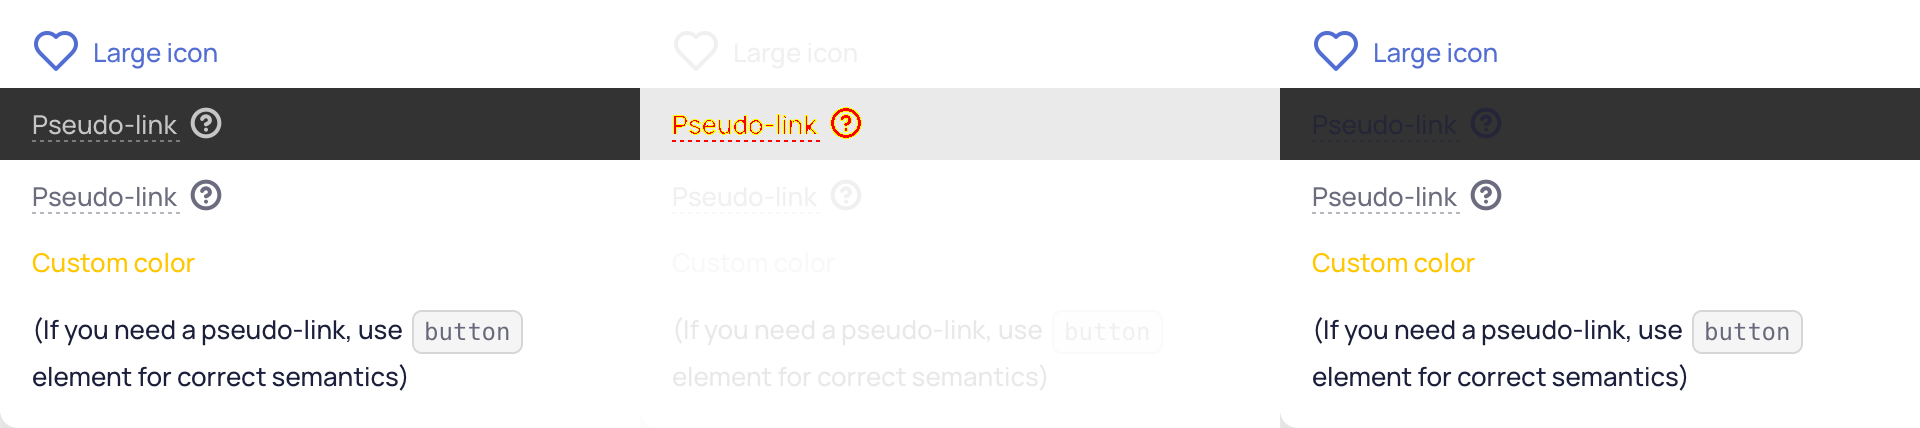 Large icon
Pseudo-link
Pseudo-link
Custom color
(If you need a pseudo-link, use button
element for correct semantics)
Large icon
Pseudo-link
Pseudo-link
Custom color
(If you need a pseudo-link, use button
element for correct semantics)
Large icon
Pseudo-link
Pseudo-link
Custom color
(If you need a pseudo-link, use button
element for correct semantics)